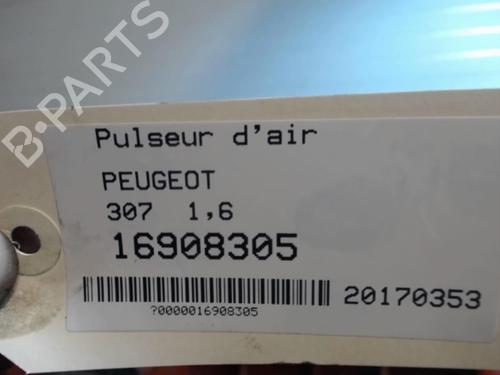 B-PARTS
Pulseur d'air
PEUGEOT
307 1,6
16908305
20170353
?0000016908305